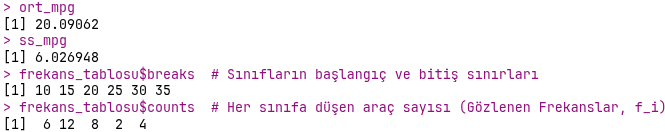 > ort_mpg
[1] 20.09062
> ss_mpg
[1] 6.026948
> frekans_tablosu$breaks  # Sınıfların başlangıç ve bitiş sınırları
[1] 10 15 20 25 30 35
> frekans_tablosu$counts  # Her sınıfa düşen araç sayısı (Gözlenen Frekanslar, f_i)
[1]  6 12  8  2  4